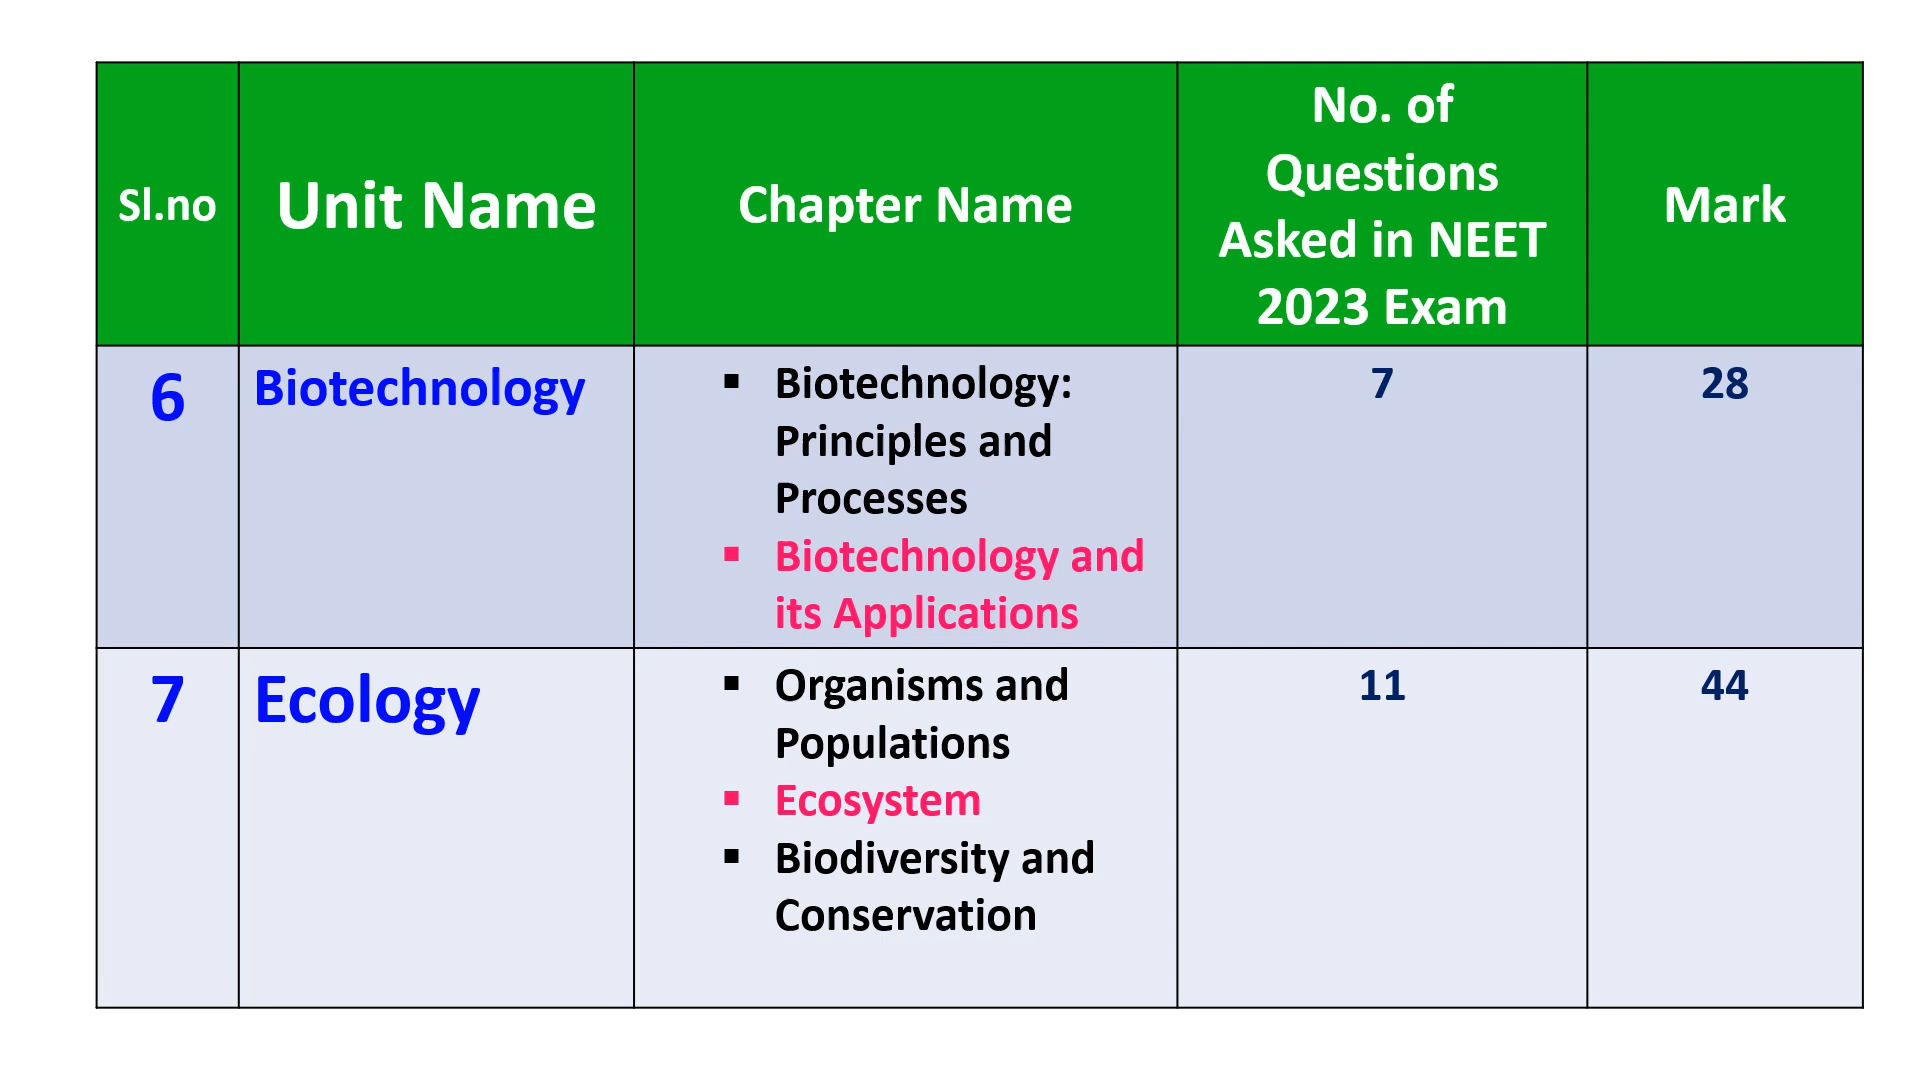 Sl.no
Unit Name
Chapter Name
No. of
Questions
Asked in NEET
2023 Exam
Mark
6
Biotechnology
▪ Biotechnology:
Principles and
Processes
▪ Biotechnology and
its Applications
7
28
7
Ecology
▪ Organisms and
Populations
▪ Ecosystem
▪ Biodiversity and
Conservation
11
44